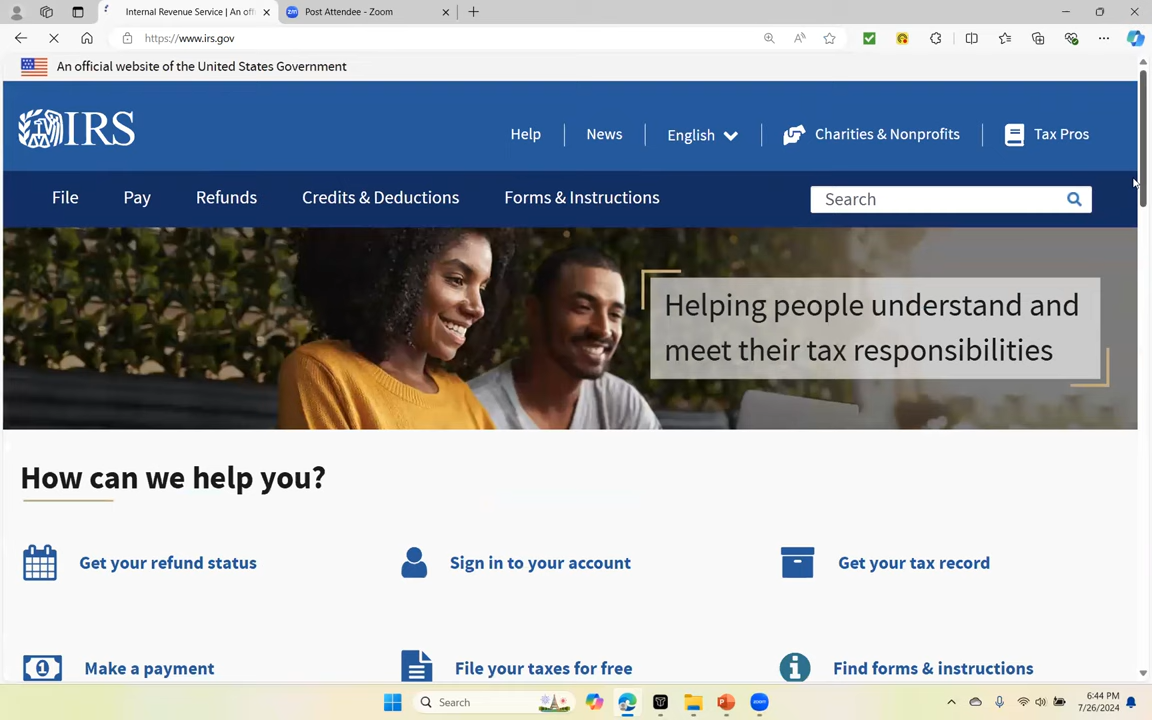 Internal Revenue Service | An off
Post Attendee - Zoom
https://www.irs.gov
An official website of the United States Government
IRS
Help
News
English
Charities & Nonprofits
Tax Pros
File
Pay
Refunds
Credits & Deductions
Forms & Instructions
Search
Helping people understand and
meet their tax responsibilities
How can we help you?
Get your refund status
Sign in to your account
Get your tax record
Make a payment
File your taxes for free
Find forms & instructions
Search
6:44 PM
7/26/2024